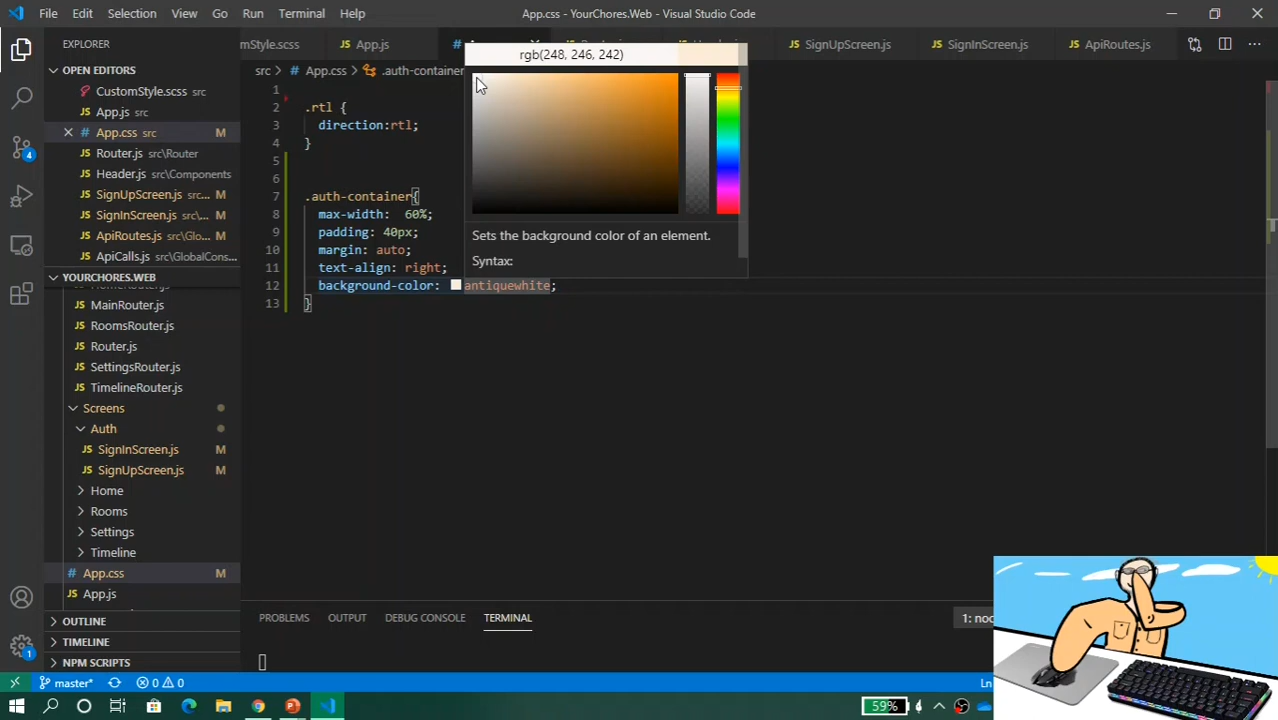 File Edit Selection View Go Run Terminal Help
App.css - YourChores.Web - Visual Studio Code
EXPLORER
mStyle.scss
App.js
SignUpScreen.js
SignInScreen.js
ApiRoutes.js
OPEN EDITORS
CustomStyle.scss src
App.js src
App.css src M
Router.js src\Router
Header.js src\Components
SignUpScreen.js src... M
SignInScreen.js src\... M
ApiRoutes.js src\Glo... M
ApiCalls.js src\GlobalCons...
YOURCHORES.WEB
MainRouter.js
RoomsRouter.js
Router.js
SettingsRouter.js
TimelineRouter.js
Screens
Auth
SignInScreen.js M
SignUpScreen.js M
Home
Rooms
Settings
Timeline
App.css M
App.js
OUTLINE
TIMELINE
NPM SCRIPTS
src > App.css > .auth-container
rgb(248, 246, 242)
Sets the background color of an element.
Syntax:
1
2 .rtl {
3 direction:rtl;
4 }
5
6
7 .auth-container{
8 max-width: 60%;
9 padding: 40px;
10 margin: auto;
11 text-align: right;
12 background-color: antiquewhite;
13 }
PROBLEMS OUTPUT DEBUG CONSOLE TERMINAL
1: noc
4
1
master* 0 0
Ln
59%